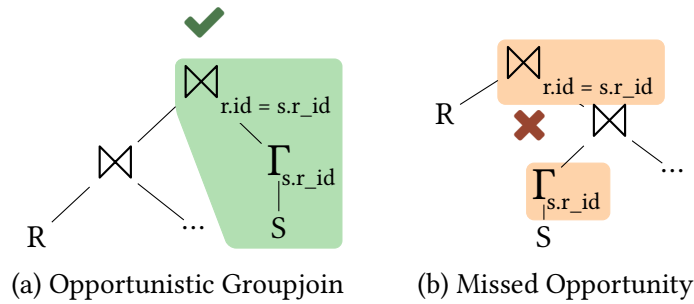 ⋈
r.id = s.r_id
⋈
Γs.r_id
R
...
S
(a) Opportunistic Groupjoin
⋈
r.id = s.r_id
R
⋈
Γs.r_id
...
S
(b) Missed Opportunity